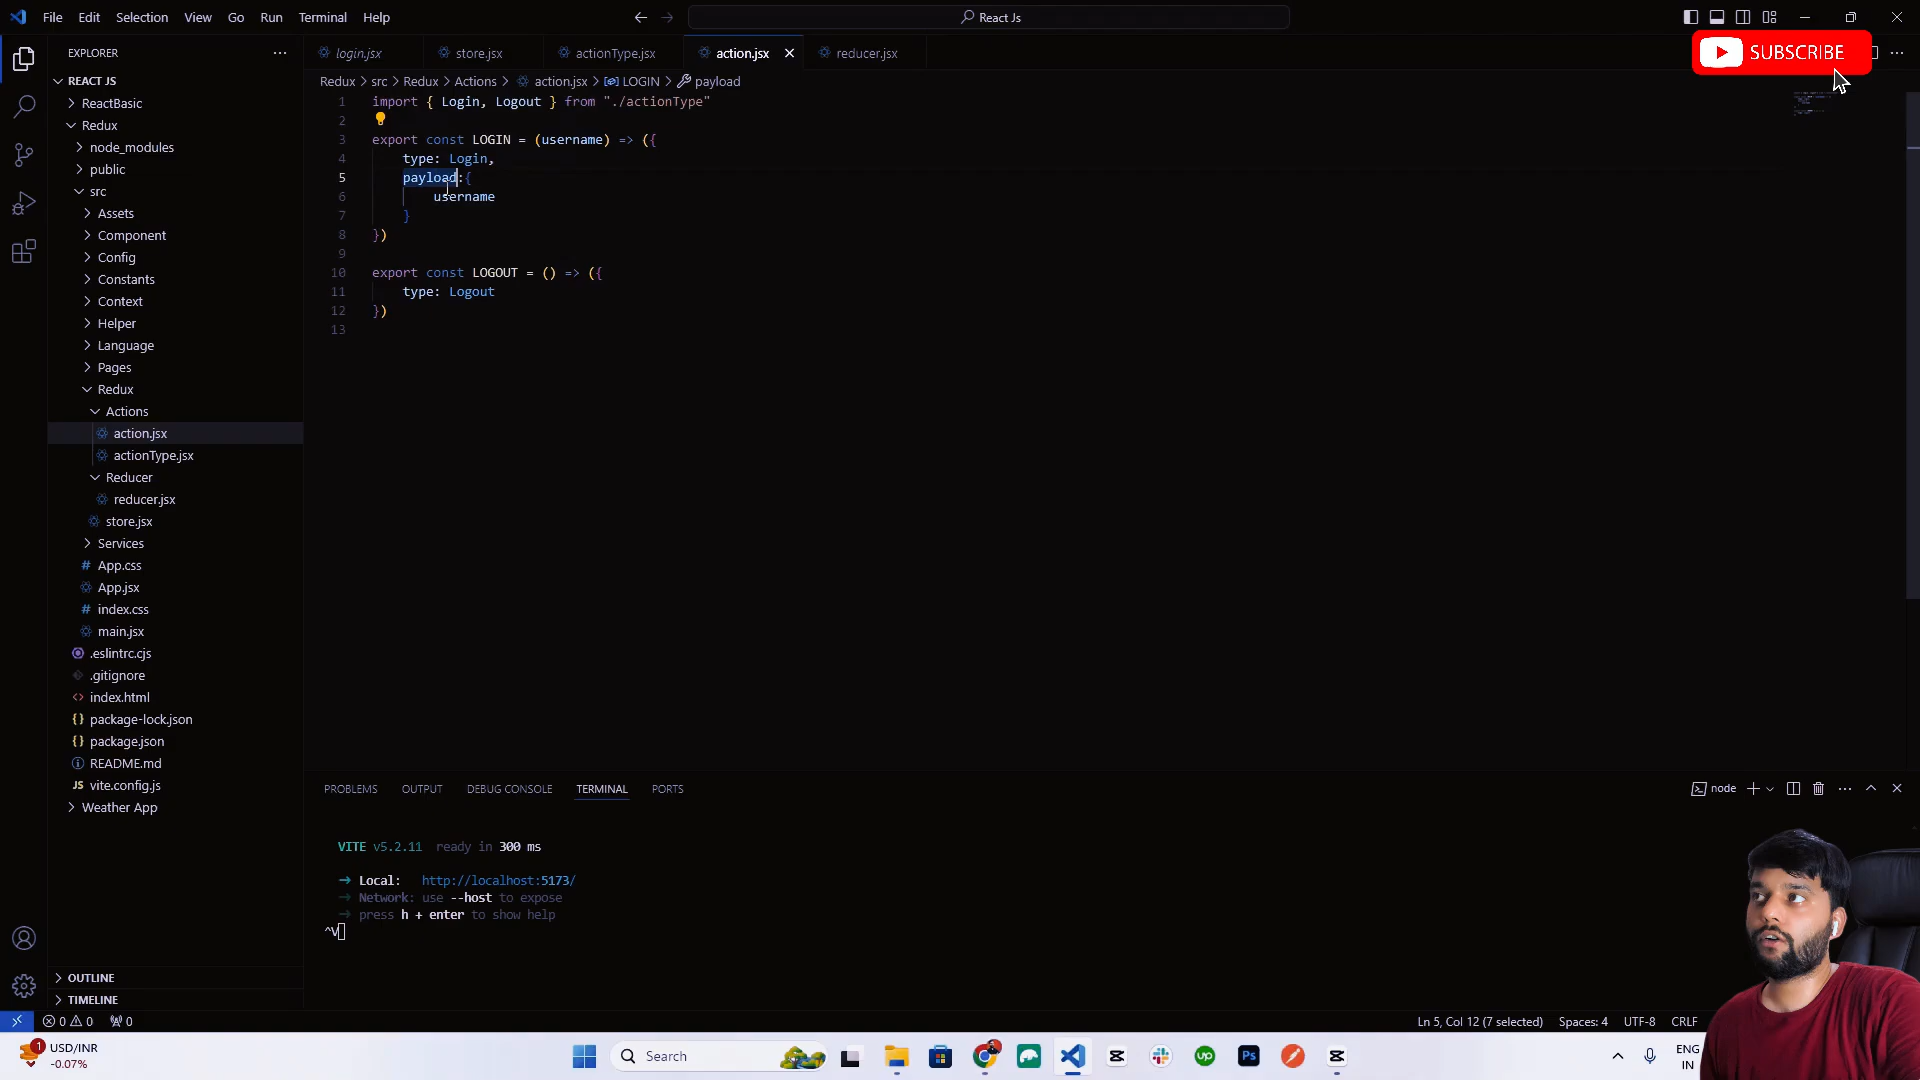 File Edit Selection View Go Run Terminal Help
React Js
SUBSCRIBE
EXPLORER
login.jsx
store.jsx
actionType.jsx
action.jsx
reducer.jsx
Redux > src > Redux > Actions > action.jsx > LOGIN > payload
REACT JS
ReactBasic
Redux
node_modules
public
src
Assets
Component
Config
Constants
Context
Helper
Language
Pages
Redux
Actions
action.jsx
actionType.jsx
Reducer
reducer.jsx
store.jsx
Services
App.css
App.jsx
index.css
main.jsx
.eslintrc.cjs
.gitignore
index.html
package-lock.json
package.json
README.md
vite.config.js
Weather App
OUTLINE
TIMELINE
1 import { Login, Logout } from "./actionType"
2
3 export const LOGIN = (username) => ({
4 type: Login,
5 payload:{
6 username
7 }
8 })
9
10 export const LOGOUT = () => ({
11 type: Logout
12 })
13
PROBLEMS OUTPUT DEBUG CONSOLE TERMINAL PORTS
node
VITE v5.2.11 ready in 300 ms
➜ Local: http://localhost:5173/
➜ Network: use --host to expose
➜ press h + enter to show help
^V
0 0 0
Ln 5, Col 12 (7 selected) Spaces: 4 UTF-8 CRLF
1
USD/INR
-0.07%
Search
Ps
up
ENG
IN